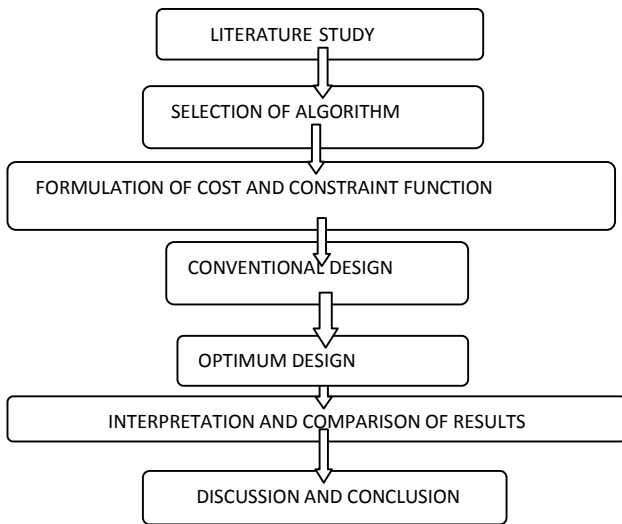 LITERATURE STUDY
SELECTION OF ALGORITHM
FORMULATION OF COST AND CONSTRAINT FUNCTION
CONVENTIONAL DESIGN
OPTIMUM DESIGN
INTERPRETATION AND COMPARISON OF RESULTS
DISCUSSION AND CONCLUSION